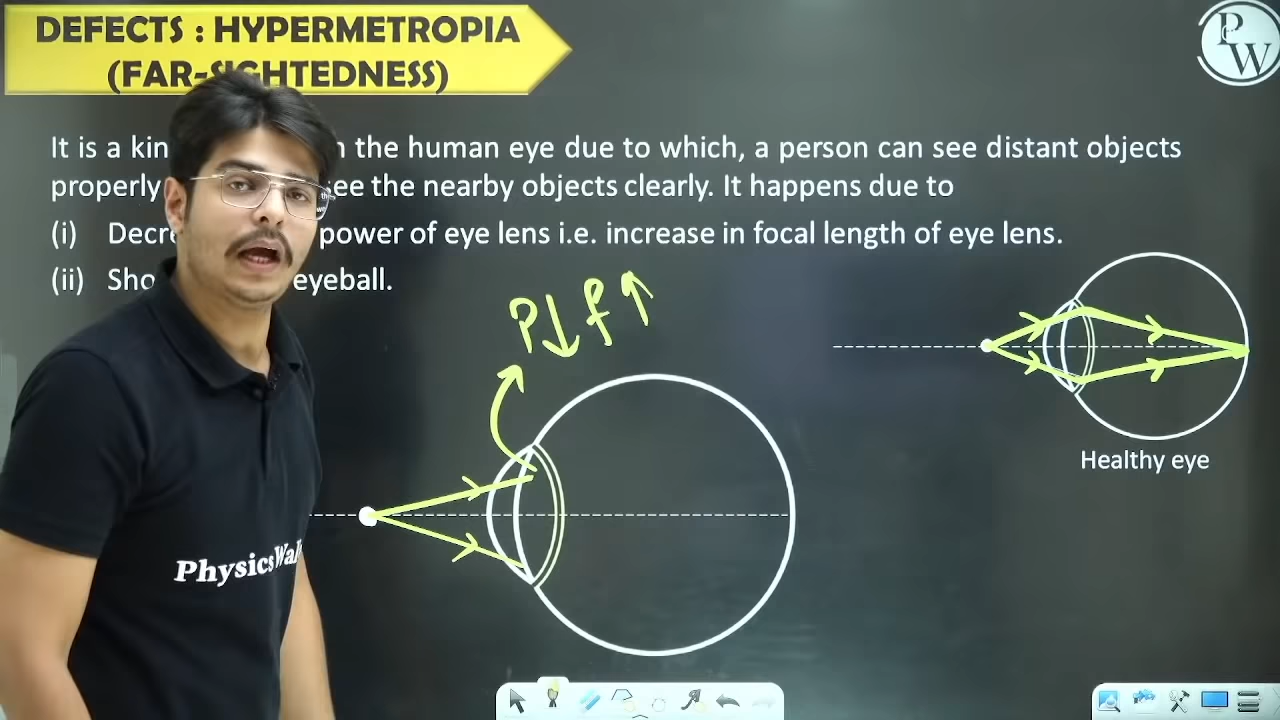 DEFECTS : HYPERMETROPIA
(FAR-SIGHTEDNESS)
PW
It is a kin n the human eye due to which, a person can see distant objects
properly see the nearby objects clearly. It happens due to
(i) Decre power of eye lens i.e. increase in focal length of eye lens.
(ii) Sho eyeball.
P↓ f↑
Healthy eye
PhysicsWal